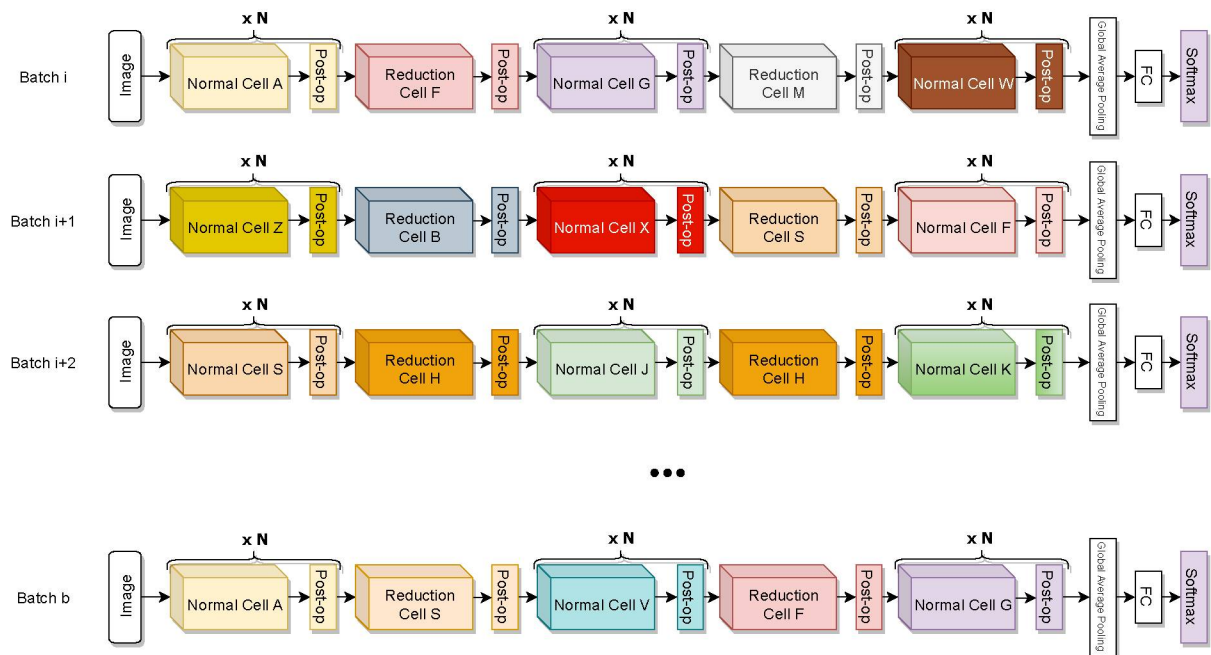 x N
x N
x N
Batch i
Image
Normal Cell A
Post-op
Reduction
Cell F
Post-op
Normal Cell G
Post-op
Reduction
Cell M
Post-op
Normal Cell W
Post-op
Global Average Pooling
FC
Softmax
x N
x N
x N
Batch i+1
Image
Normal Cell Z
Post-op
Reduction
Cell B
Post-op
Normal Cell X
Post-op
Reduction
Cell S
Post-op
Normal Cell F
Post-op
Global Average Pooling
FC
Softmax
x N
x N
x N
Batch i+2
Image
Normal Cell S
Post-op
Reduction
Cell H
Post-op
Normal Cell J
Post-op
Reduction
Cell H
Post-op
Normal Cell K
Post-op
Global Average Pooling
FC
Softmax
•••
x N
x N
x N
Batch b
Image
Normal Cell A
Post-op
Reduction
Cell S
Post-op
Normal Cell V
Post-op
Reduction
Cell F
Post-op
Normal Cell G
Post-op
Global Average Pooling
FC
Softmax